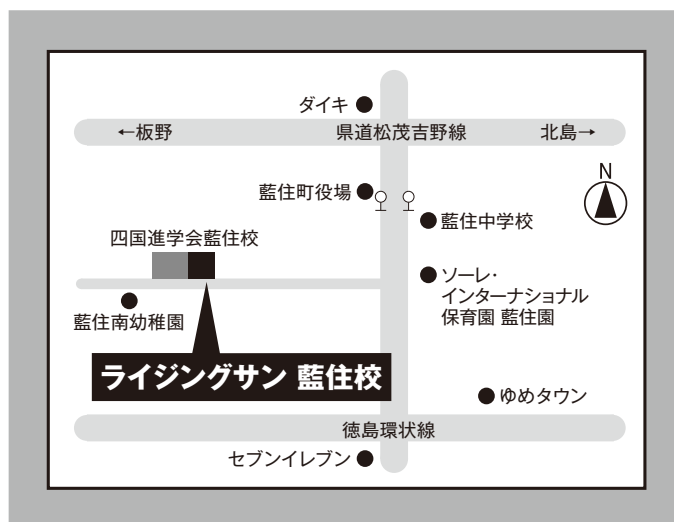 ダイキ
←板野
県道松茂吉野線
北島→
N
藍住町役場
藍住中学校
四国進学会藍住校
ソーレ・
インターナショナル
保育園 藍住園
藍住南幼稚園
ライジングサン 藍住校
ゆめタウン
徳島環状線
セブンイレブン